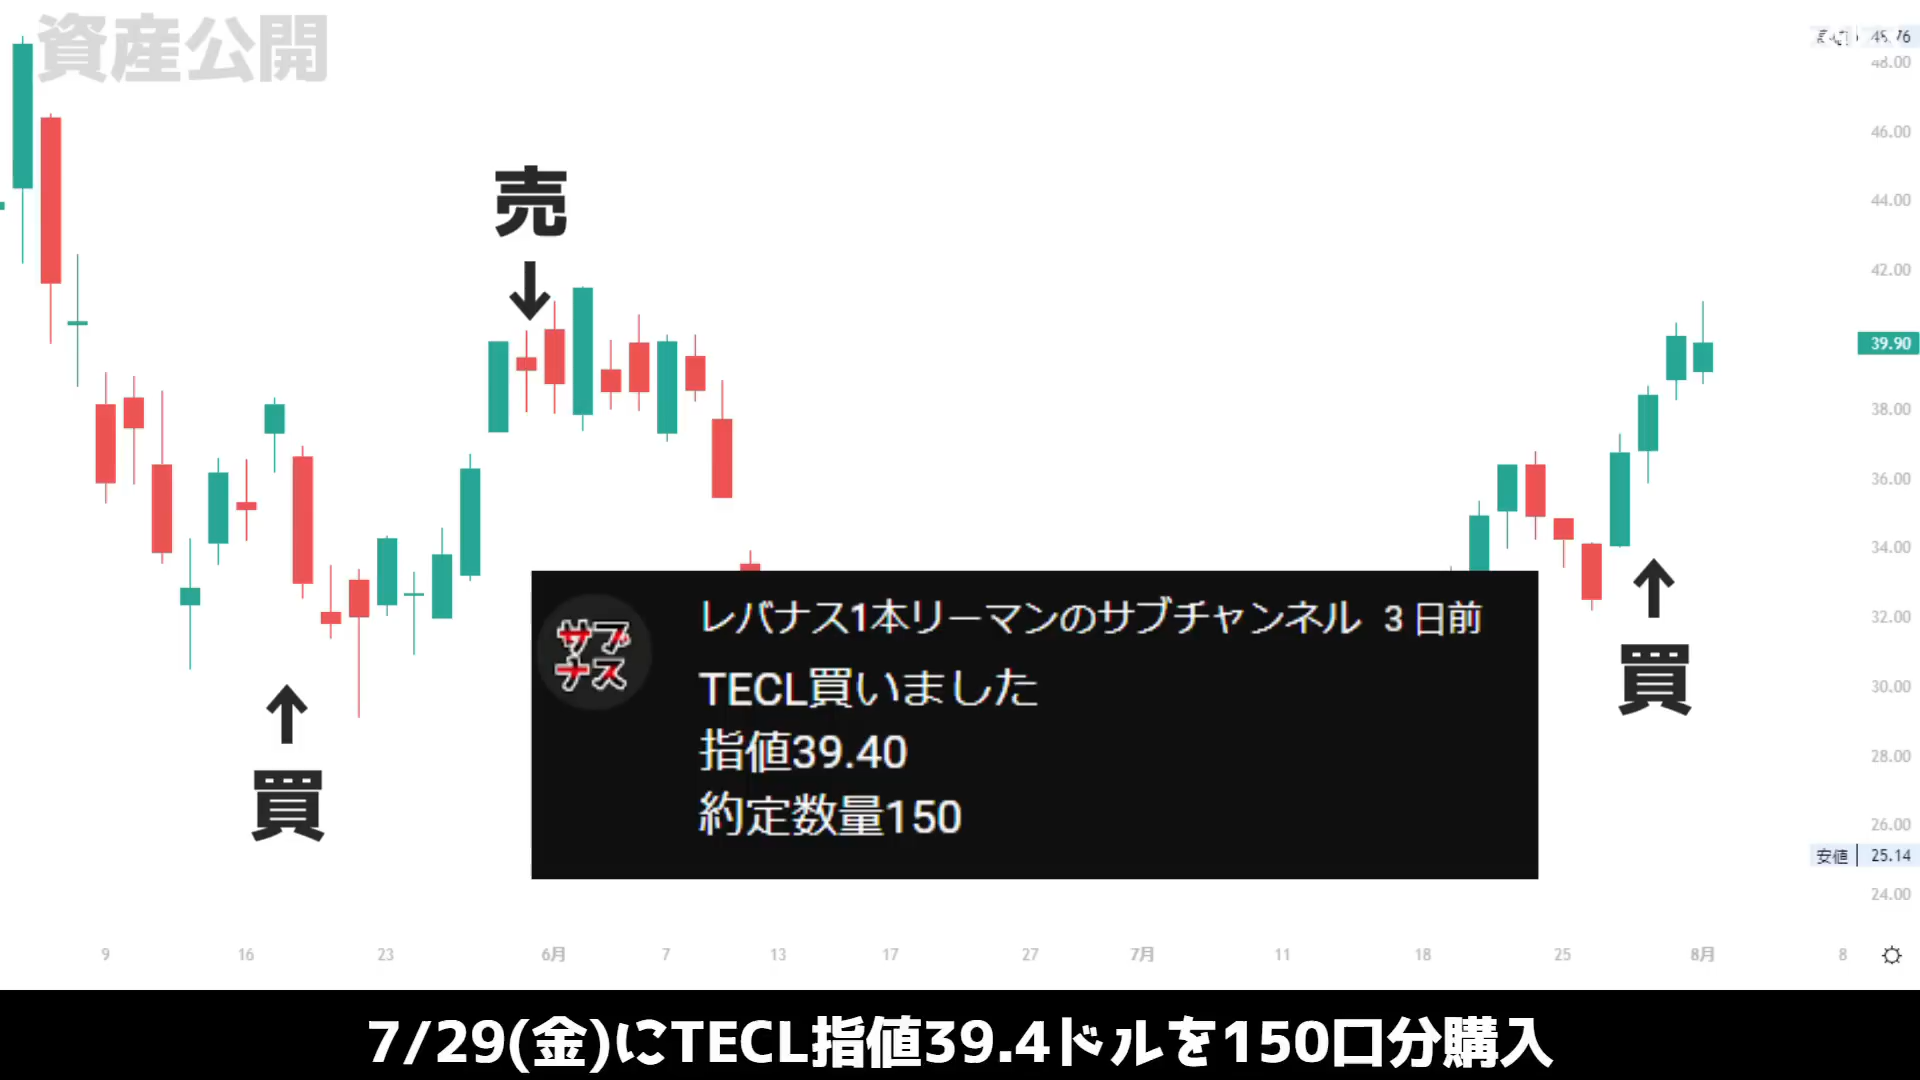 資産公開
48.00
46.00
44.00
42.00
39.90
38.00
36.00
34.00
32.00
30.00
28.00
26.00
安値 25.14
24.00
売
↓
↑
買
↑
買
サブ
ナス
レバナス1本リーマンのサブチャンネル 3 日前
TECL買いました
指値39.40
約定数量150
9 16 23 6月 7 13 17 27 7月 11 18 25 8月 8
7/29(金)にTECL指値39.4ドルを150口分購入